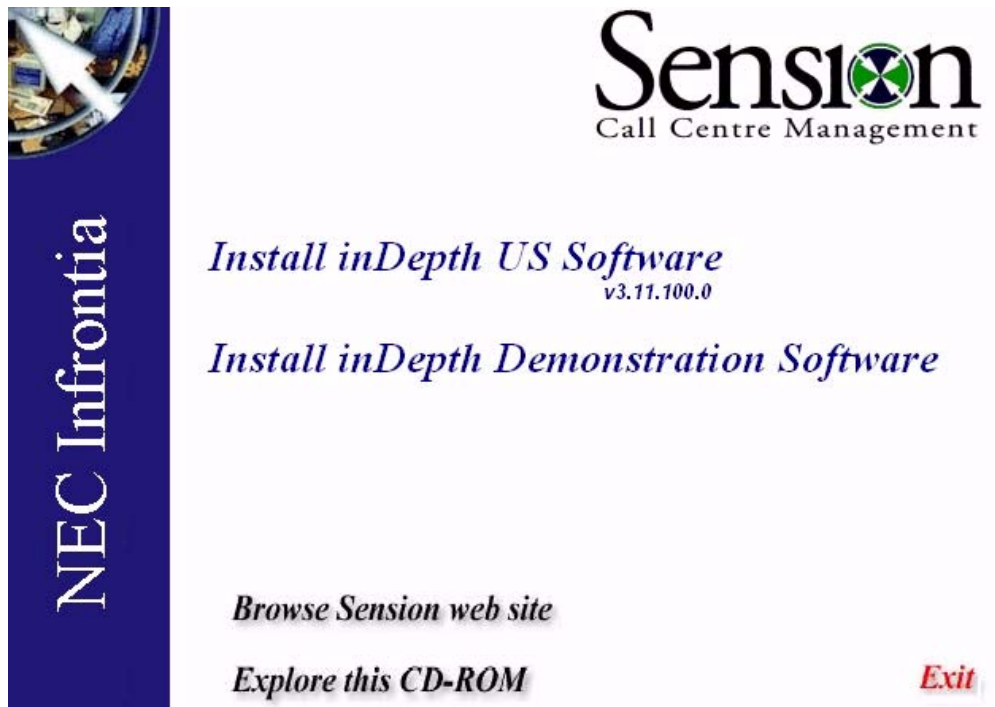 NEC Infrontia
Sension
Call Centre Management
Install inDepth US Software
v3.11.100.0
Install inDepth Demonstration Software
Browse Sension web site
Explore this CD-ROM
Exit